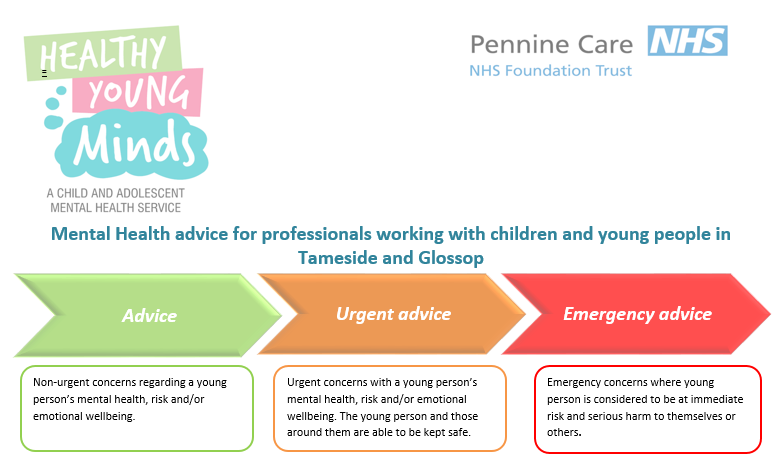 HEALTHY
YOUNG
Minds
A CHILD AND ADOLESCENT
MENTAL HEALTH SERVICE
Pennine Care NHS
NHS Foundation Trust
Mental Health advice for professionals working with children and young people in
Tameside and Glossop
Advice
Urgent advice
Emergency advice
Non-urgent concerns regarding a young
person's mental health, risk and/or
emotional wellbeing.
Urgent concerns with a young person's
mental health, risk and/or emotional
wellbeing. The young person and those
around them are able to be kept safe.
Emergency concerns where young
person is considered to be at immediate
risk and serious harm to themselves or
others.